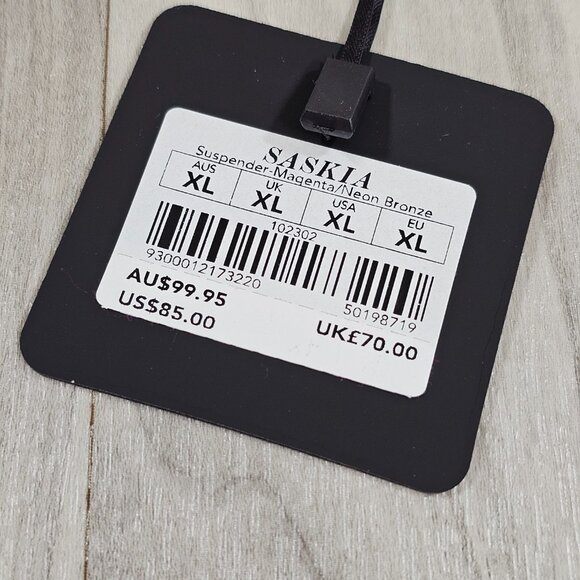 SASKIA
Suspender-Magenta/Neon Bronze
AUS UK USA EU
XL XL XL XL
102302
9300012173220
50198719
AU$99.95
US$85.00 UK£70.00